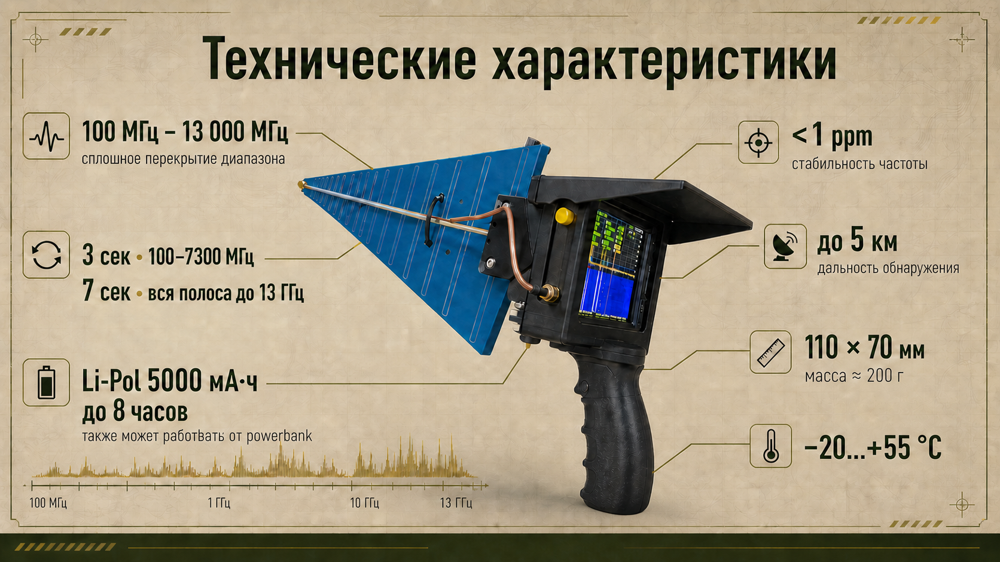 Технические характеристики
100 МГц – 13 000 МГц
сплошное перекрытие диапазона
3 сек • 100–7300 МГц
7 сек • вся полоса до 13 ГГц
Li-Pol 5000 мА·ч
до 8 часов
также может работвать от powerbank
100 МГц
1 ГГц
10 ГГц
13 ГГц
< 1 ppm
стабильность частоты
до 5 км
дальность обнаружения
110 × 70 мм
масса ≈ 200 г
–20...+55 °C